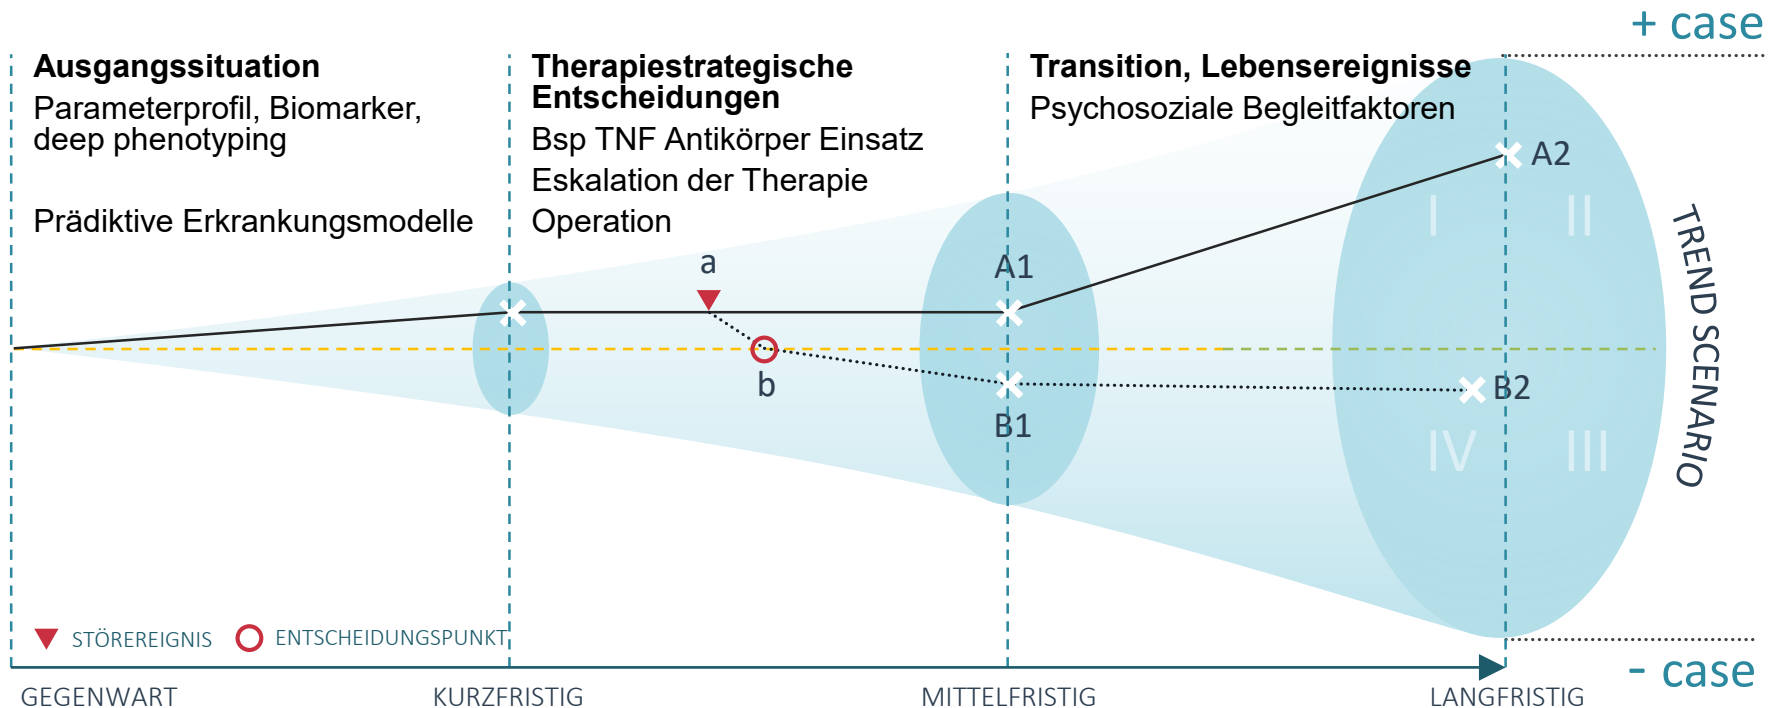 + case
Ausgangssituation
Parameterprofil, Biomarker,
deep phenotyping
Prädiktive Erkrankungsmodelle
Therapiestrategische
Entscheidungen
Bsp TNF Antikörper Einsatz
Eskalation der Therapie
Operation
Transition, Lebensereignisse
Psychosoziale Begleitfaktoren
a
b
A1
B1
A2
B2
I
II
IV
III
TREND SCENARIO
STÖREREIGNIS
ENTSCHEIDUNGSPUNKT
- case
GEGENWART
KURZFRISTIG
MITTELFRISTIG
LANGFRISTIG